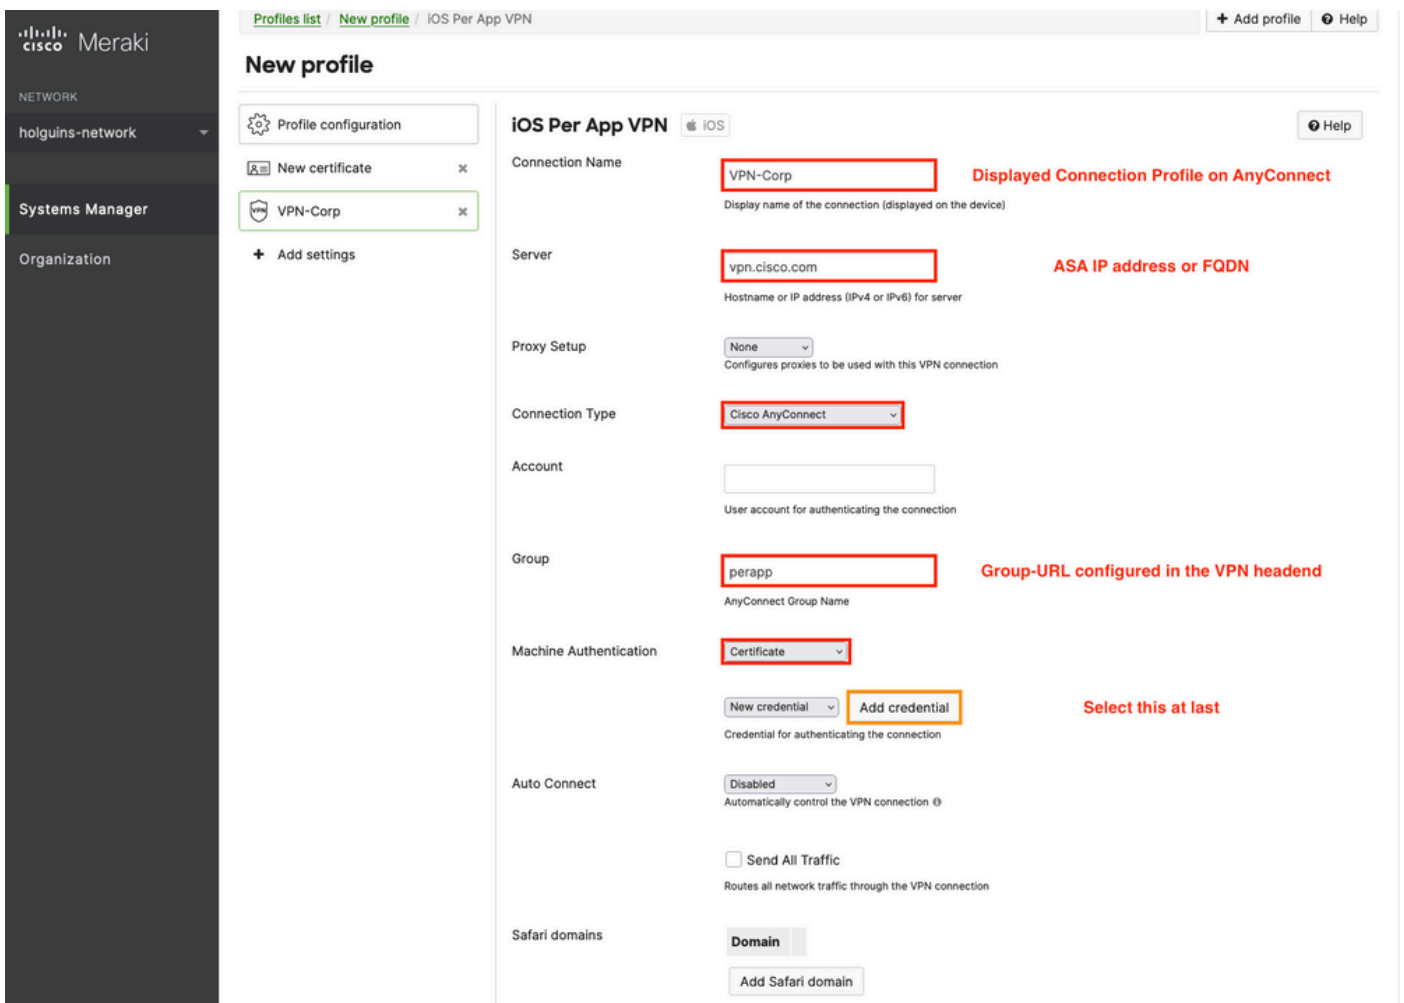 Profiles list / New profile / iOS Per App VPN
+ Add profile
Help
cisco Meraki
New profile
NETWORK
holguins-network
Systems Manager
Organization
Profile configuration
New certificate ×
VPN VPN-Corp ×
+ Add settings
iOS Per App VPN iOS
Help
Connection Name VPN-Corp Displayed Connection Profile on AnyConnect
Display name of the connection (displayed on the device)
Server vpn.cisco.com ASA IP address or FQDN
Hostname or IP address (IPv4 or IPv6) for server
Proxy Setup None
Configures proxies to be used with this VPN connection
Connection Type Cisco AnyConnect
Account
User account for authenticating the connection
Group perapp Group-URL configured in the VPN headend
AnyConnect Group Name
Machine Authentication Certificate
New credential Add credential Select this at last
Credential for authenticating the connection
Auto Connect Disabled
Automatically control the VPN connection
Send All Traffic
Routes all network traffic through the VPN connection
Safari domains Domain
Add Safari domain